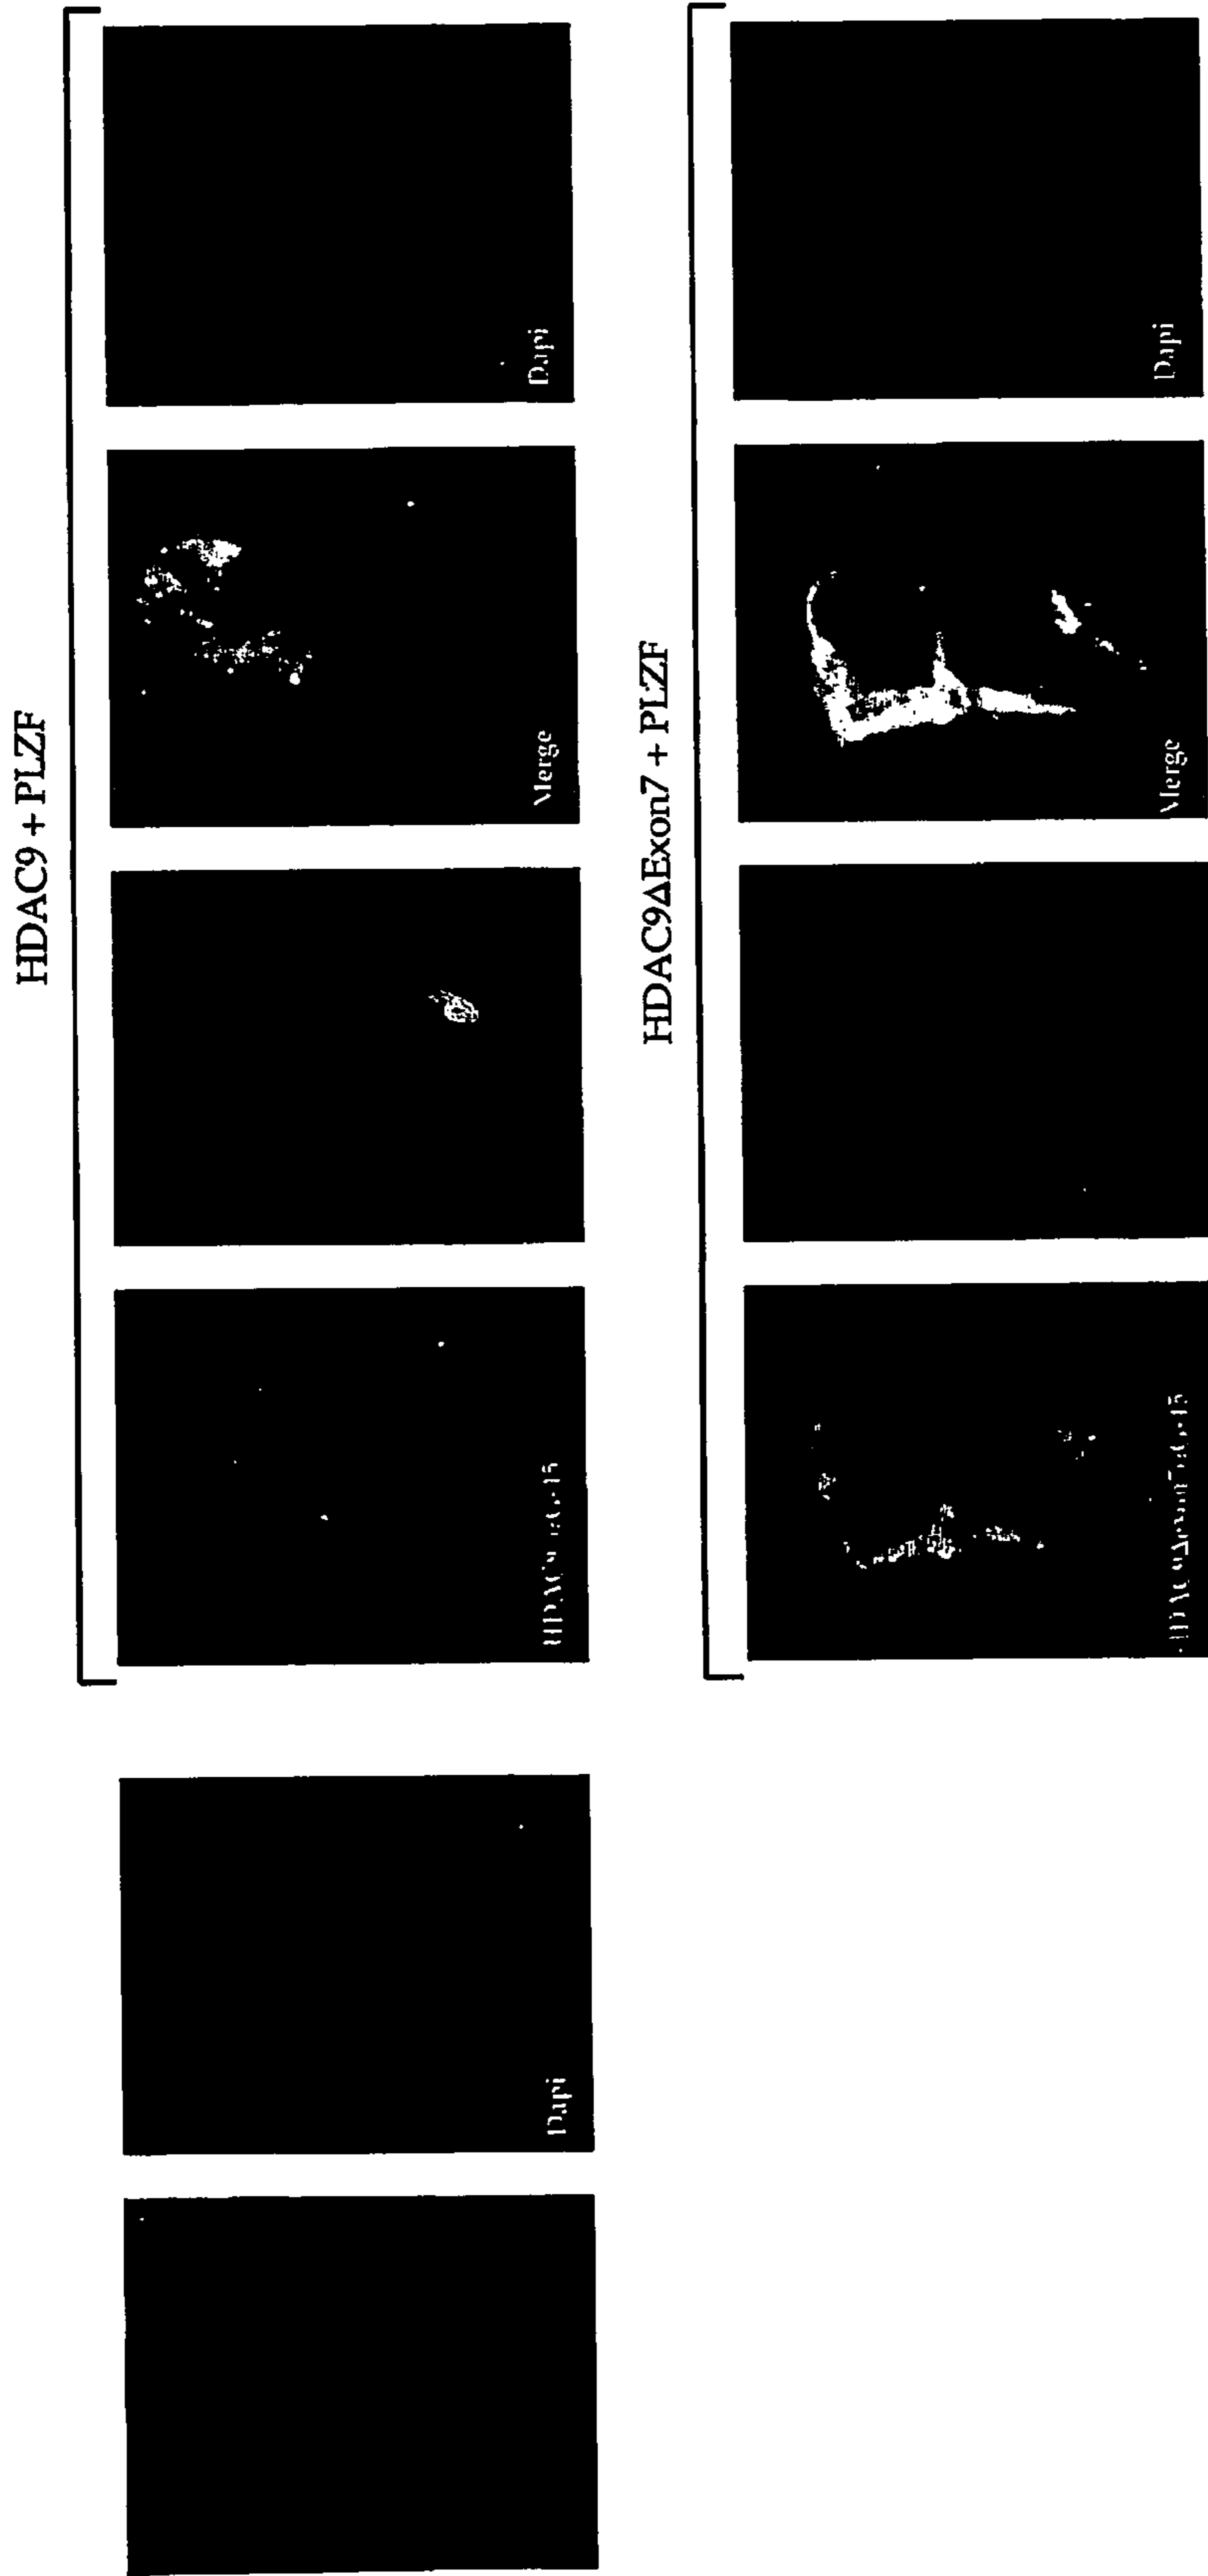 HDAC9 + PLZF
Dapi
Merge
Dapi
Dapi
HDAC9ΔExon7 + PLZF
Merge